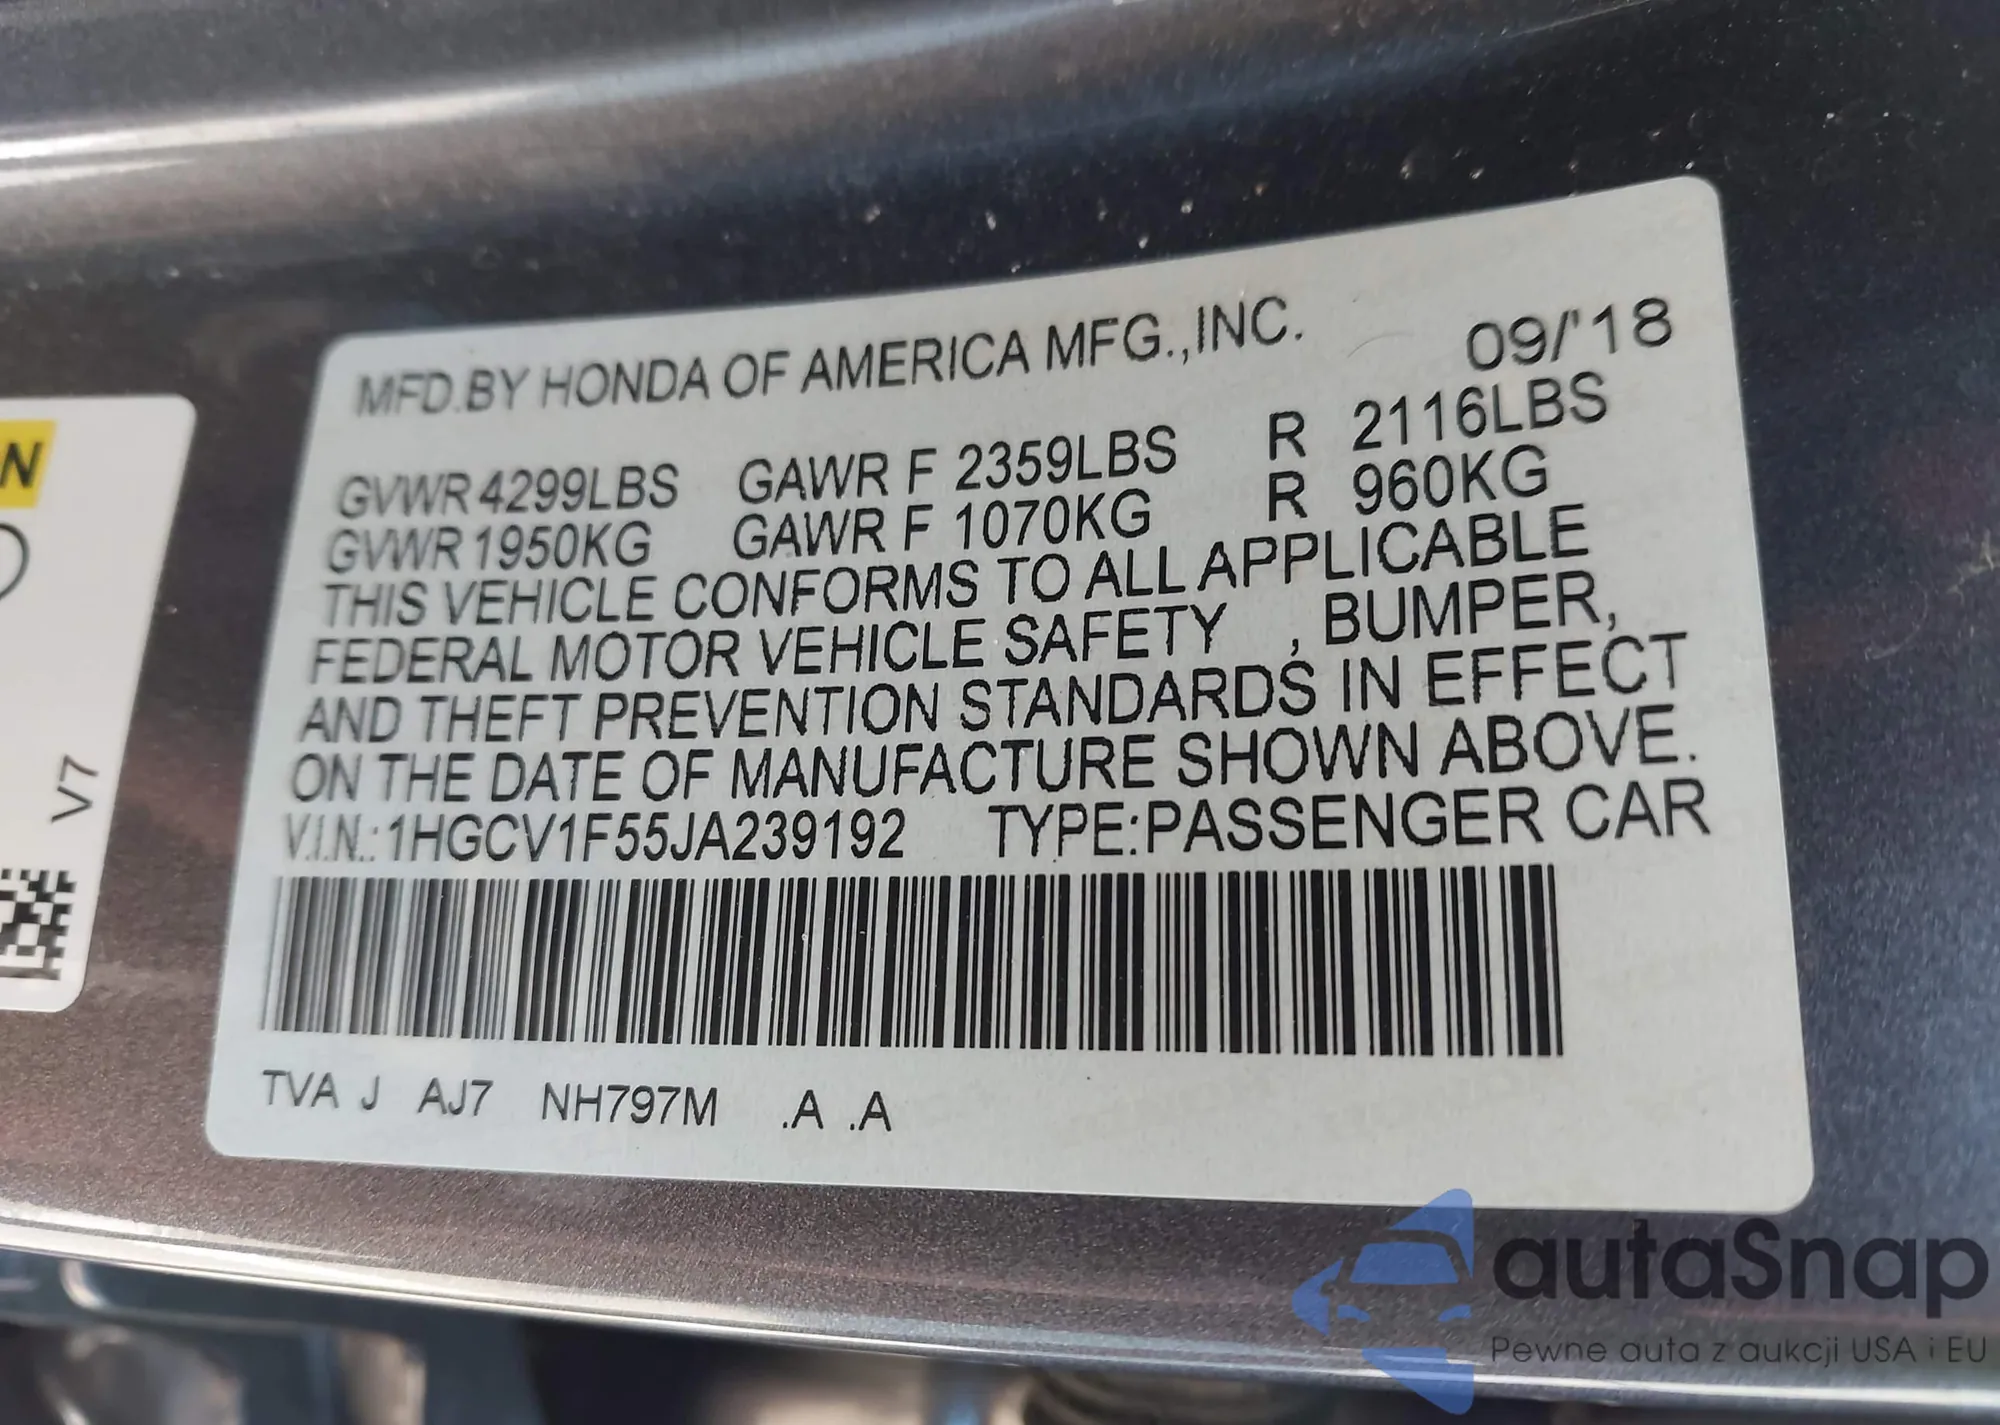 MFD.BY HONDA OF AMERICA MFG.,INC. 09/'18
GVWR 4299LBS GAWR F 2359LBS R 2116LBS
GVWR 1950KG GAWR F 1070KG R 960KG
THIS VEHICLE CONFORMS TO ALL APPLICABLE
FEDERAL MOTOR VEHICLE SAFETY , BUMPER,
AND THEFT PREVENTION STANDARDS IN EFFECT
ON THE DATE OF MANUFACTURE SHOWN ABOVE.
V.I.N.: 1HGCV1F55JA239192 TYPE:PASSENGER CAR
TVA J AJ7 NH797M .A .A
N
V7
autaSnap
Pewne auta z aukcji USA i EU